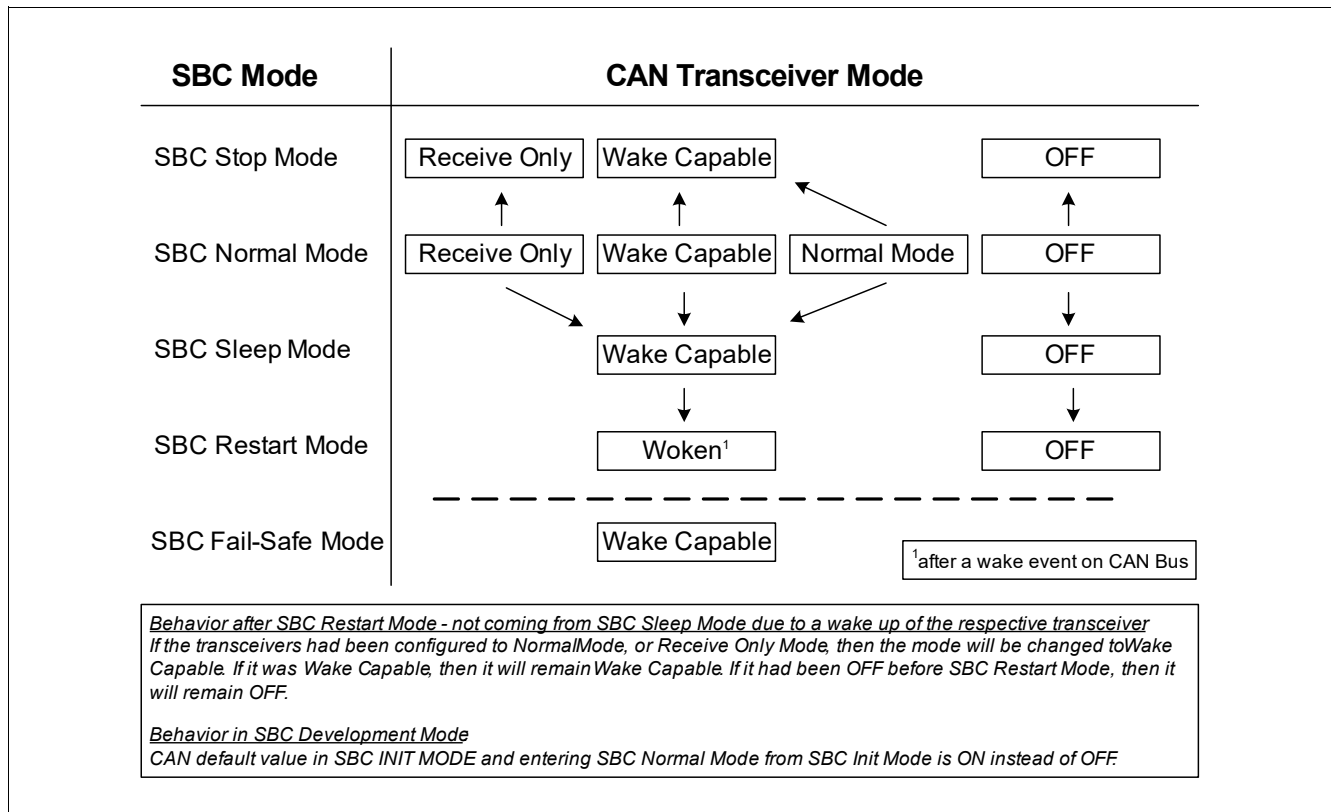 SBC Mode CAN Transceiver Mode
SBC Stop Mode Receive Only Wake Capable OFF
SBC Normal Mode Receive Only Wake Capable Normal Mode OFF
SBC Sleep Mode Wake Capable OFF
SBC Restart Mode Woken¹ OFF
SBC Fail-Safe Mode Wake Capable
¹after a wake event on CAN Bus
Behavior after SBC Restart Mode - not coming from SBC Sleep Mode due to a wake up of the respective transceiver
If the transceivers had been configured to NormalMode, or Receive Only Mode, then the mode will be changed toWake
Capable. If it was Wake Capable, then it will remain Wake Capable. If it had been OFF before SBC Restart Mode, then it
will remain OFF.
Behavior in SBC Development Mode
CAN default value in SBC INIT MODE and entering SBC Normal Mode from SBC Init Mode is ON instead of OFF.